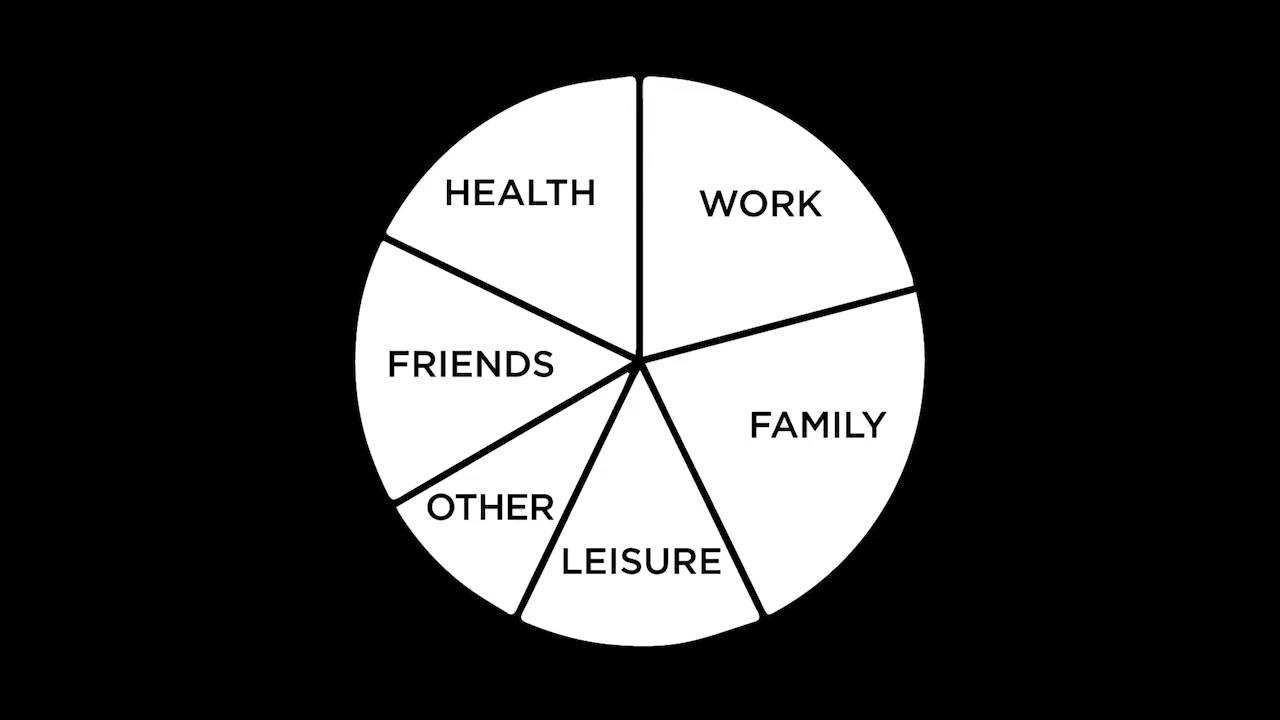 HEALTH
WORK
FRIENDS
FAMILY
OTHER
LEISURE